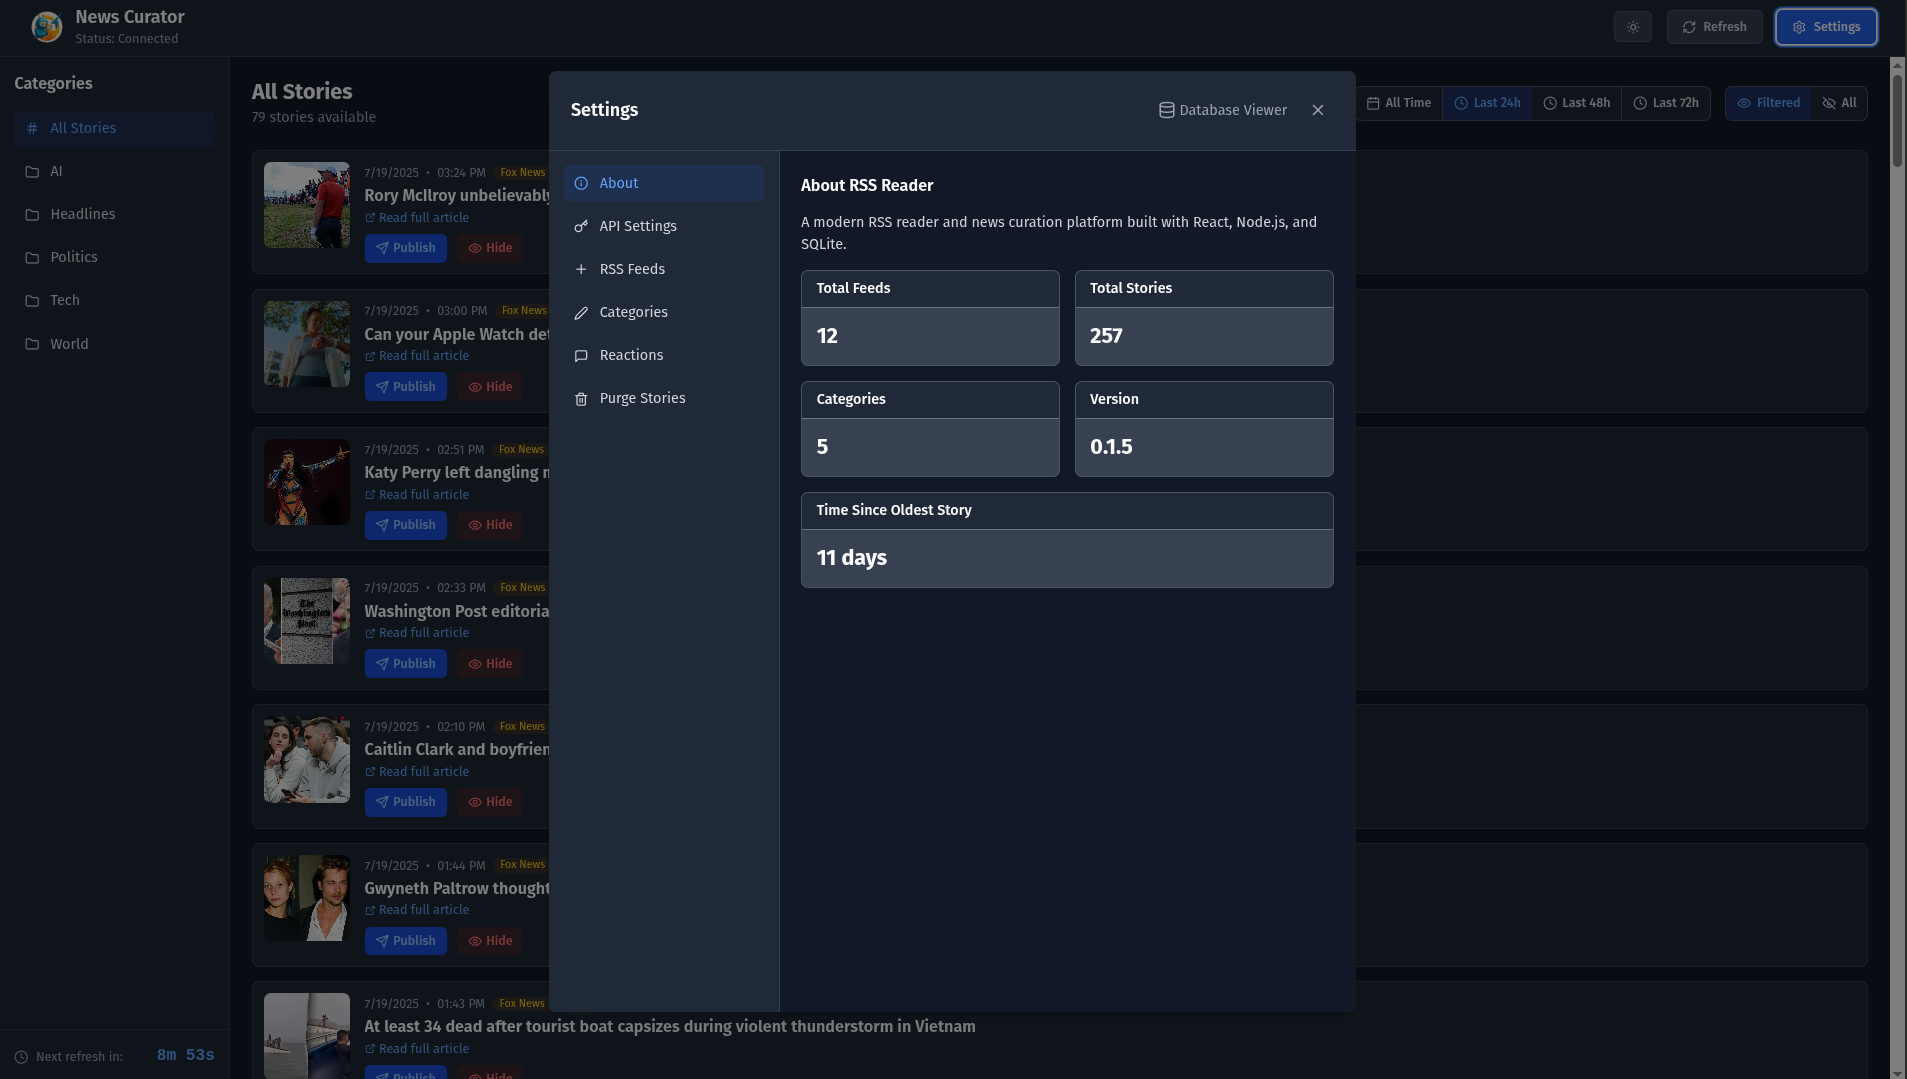 News Curator
Status: Connected
Refresh
Settings
Categories
# All Stories
AI
Headlines
Politics
Tech
World
Next refresh in: 8m 53s
All Stories
79 stories available
All Time
Last 24h
Last 48h
Last 72h
Filtered
All
7/19/2025 • 03:24 PM Fox News
Rory McIlroy unbelievably
Read full article
Publish
Hide
7/19/2025 • 03:00 PM Fox News
Can your Apple Watch det
Read full article
Publish
Hide
7/19/2025 • 02:51 PM Fox News
Katy Perry left dangling
Read full article
Publish
Hide
7/19/2025 • 02:33 PM Fox News
The
Washington
Post
Washington Post editoria
Read full article
Publish
Hide
7/19/2025 • 02:10 PM Fox News
Caitlin Clark and boyfrien
Read full article
Publish
Hide
7/19/2025 • 01:44 PM Fox News
Gwyneth Paltrow thought
Read full article
Publish
Hide
7/19/2025 • 01:43 PM Fox News
At least 34 dead after tourist boat capsizes during violent thunderstorm in Vietnam
Read full article
Publish
Hide
Settings
Database Viewer
About
API Settings
RSS Feeds
Categories
Reactions
Purge Stories
About RSS Reader
A modern RSS reader and news curation platform built with React, Node.js, and
SQLite.
Total Feeds
12
Total Stories
257
Categories
5
Version
0.1.5
Time Since Oldest Story
11 days